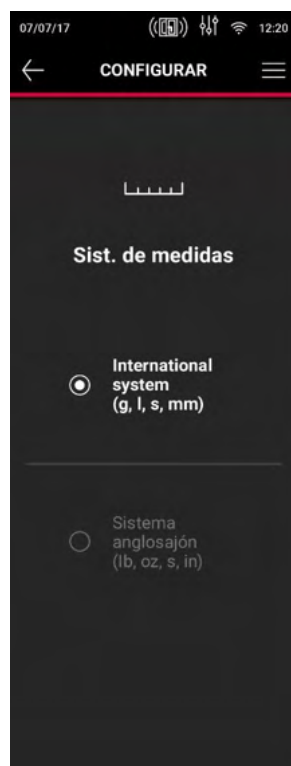 07/07/17 12:20
CONFIGURAR
Sist. de medidas
International
system
(g, l, s, mm)
Sistema
anglosajón
(lb, oz, s, in)